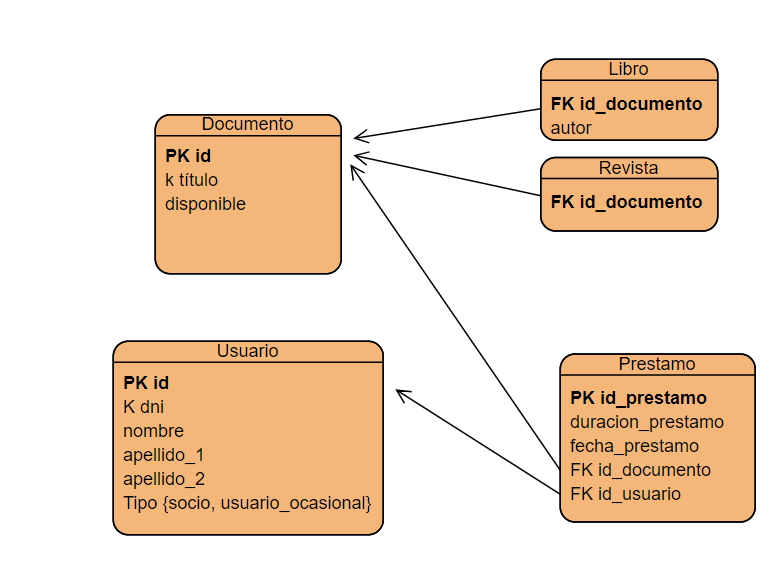 Documento
PK id
k título
disponible
Libro
FK id_documento
autor
Revista
FK id_documento
Usuario
PK id
K dni
nombre
apellido_1
apellido_2
Tipo {socio, usuario_ocasional}
Prestamo
PK id_prestamo
duracion_prestamo
fecha_prestamo
FK id_documento
FK id_usuario